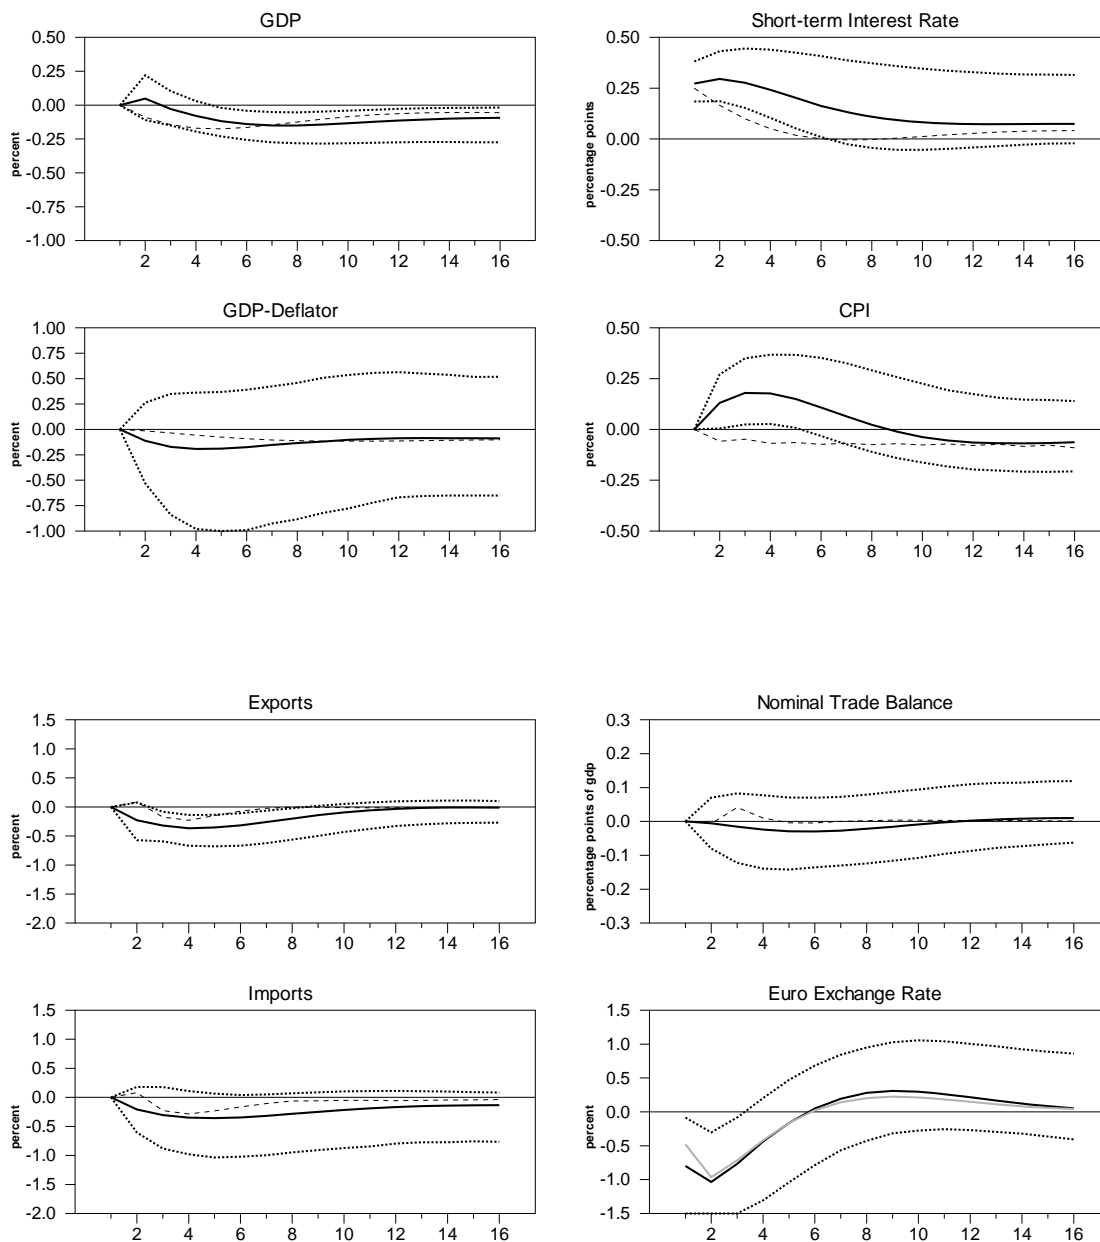 GDP
0.50
0.25
0.00
-0.25
-0.50
-0.75
-1.00
percent
2 4 6 8 10 12 14 16
Short-term Interest Rate
0.50
0.25
0.00
-0.25
-0.50
percentage points
2 4 6 8 10 12 14 16
GDP-Deflator
1.00
0.75
0.50
0.25
0.00
-0.25
-0.50
-0.75
-1.00
percent
2 4 6 8 10 12 14 16
CPI
0.50
0.25
0.00
-0.25
-0.50
percent
2 4 6 8 10 12 14 16
Exports
1.5
1.0
0.5
0.0
-0.5
-1.0
-1.5
-2.0
percent
2 4 6 8 10 12 14 16
Nominal Trade Balance
0.3
0.2
0.1
0.0
-0.1
-0.2
-0.3
percentage points of gdp
2 4 6 8 10 12 14 16
Imports
1.5
1.0
0.5
0.0
-0.5
-1.0
-1.5
-2.0
percent
2 4 6 8 10 12 14 16
Euro Exchange Rate
1.5
1.0
0.5
0.0
-0.5
-1.0
-1.5
percent
2 4 6 8 10 12 14 16